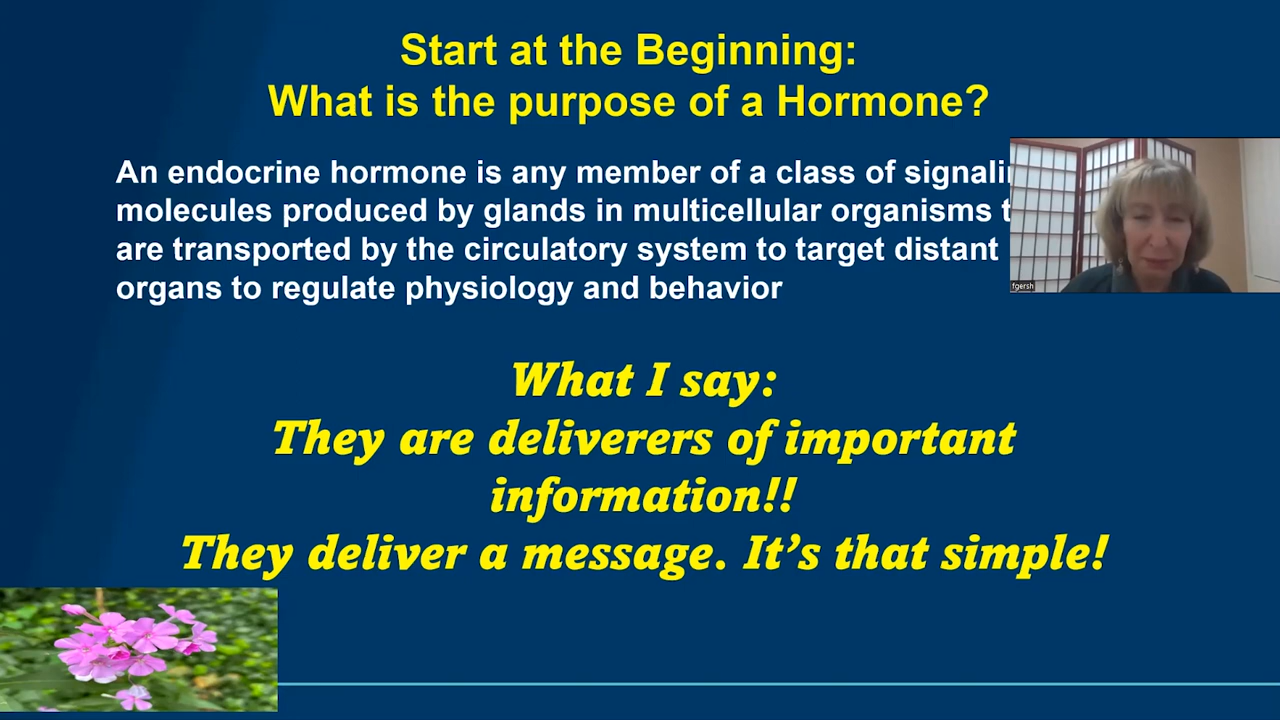 Start at the Beginning:
What is the purpose of a Hormone?
An endocrine hormone is any member of a class of
molecules produced by glands in multicellular organisms
are transported by the circulatory system to target distant
organs to regulate physiology and behavior
fgersh
What I say:
They are deliverers of important
information!!
They deliver a message. It’s that simple!